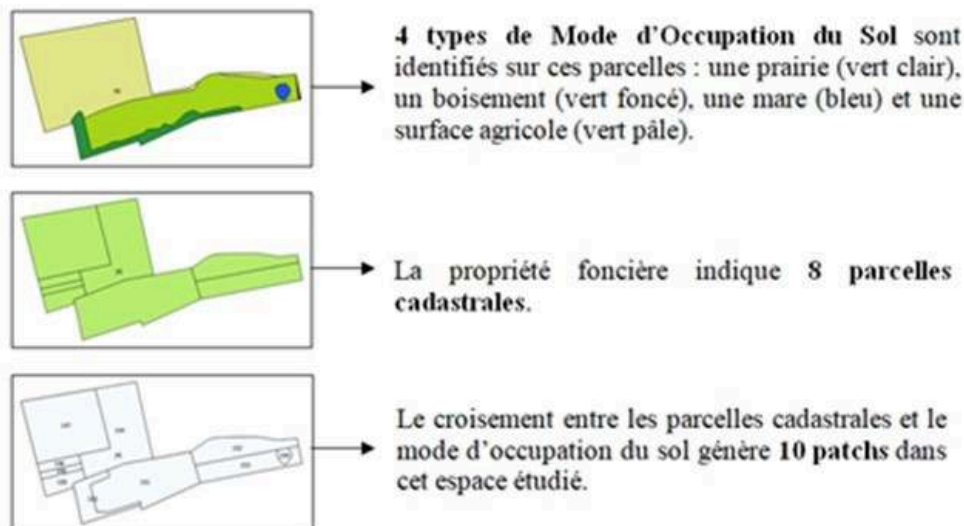 4 types de Mode d'Occupation du Sol sont
identifiés sur ces parcelles : une prairie (vert clair),
un boisement (vert foncé), une mare (bleu) et une
surface agricole (vert pâle).
La propriété foncière indique 8 parcelles
cadastrales.
Le croisement entre les parcelles cadastrales et le
mode d'occupation du sol génère 10 patchs dans
cet espace étudié.